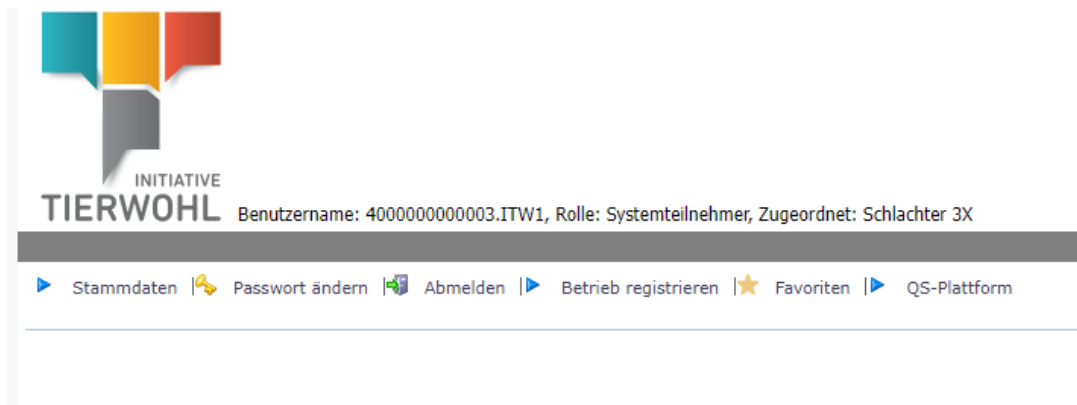 INITIATIVE
TIERWOHL Benutzername: 4000000000003.ITW1, Rolle: Systemteilnehmer, Zugeordnet: Schlachter 3X
Stammdaten | Passwort ändern | Abmelden | Betrieb registrieren | Favoriten | QS-Plattform